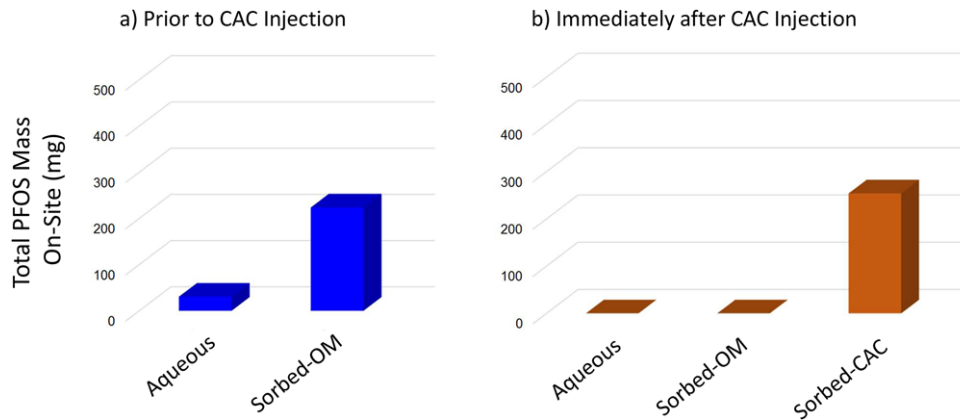 a) Prior to CAC Injection
b) Immediately after CAC Injection
Total PFOS Mass
On-Site (mg)
500
400
300
200
100
0
Aqueous
Sorbed-OM
500
400
300
200
100
0
Aqueous
Sorbed-OM
Sorbed-CAC